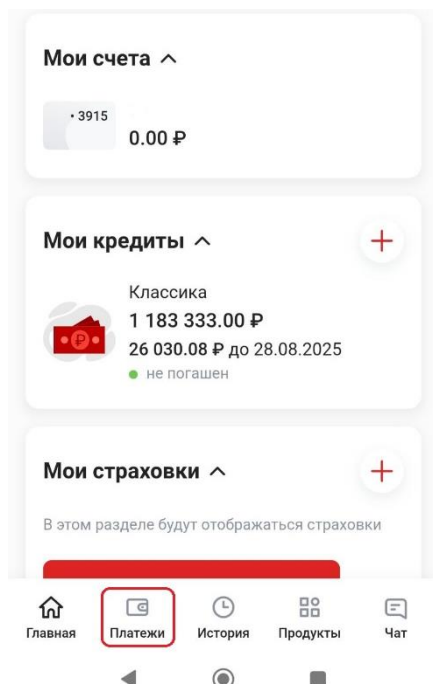 Мои счета
• 3915
0.00 ₽
Мои кредиты
Классика
1 183 333.00 ₽
26 030.08 ₽ до 28.08.2025
не погашен
Мои страховки
В этом разделе будут отображаться страховки
Главная Платежи История Продукты Чат